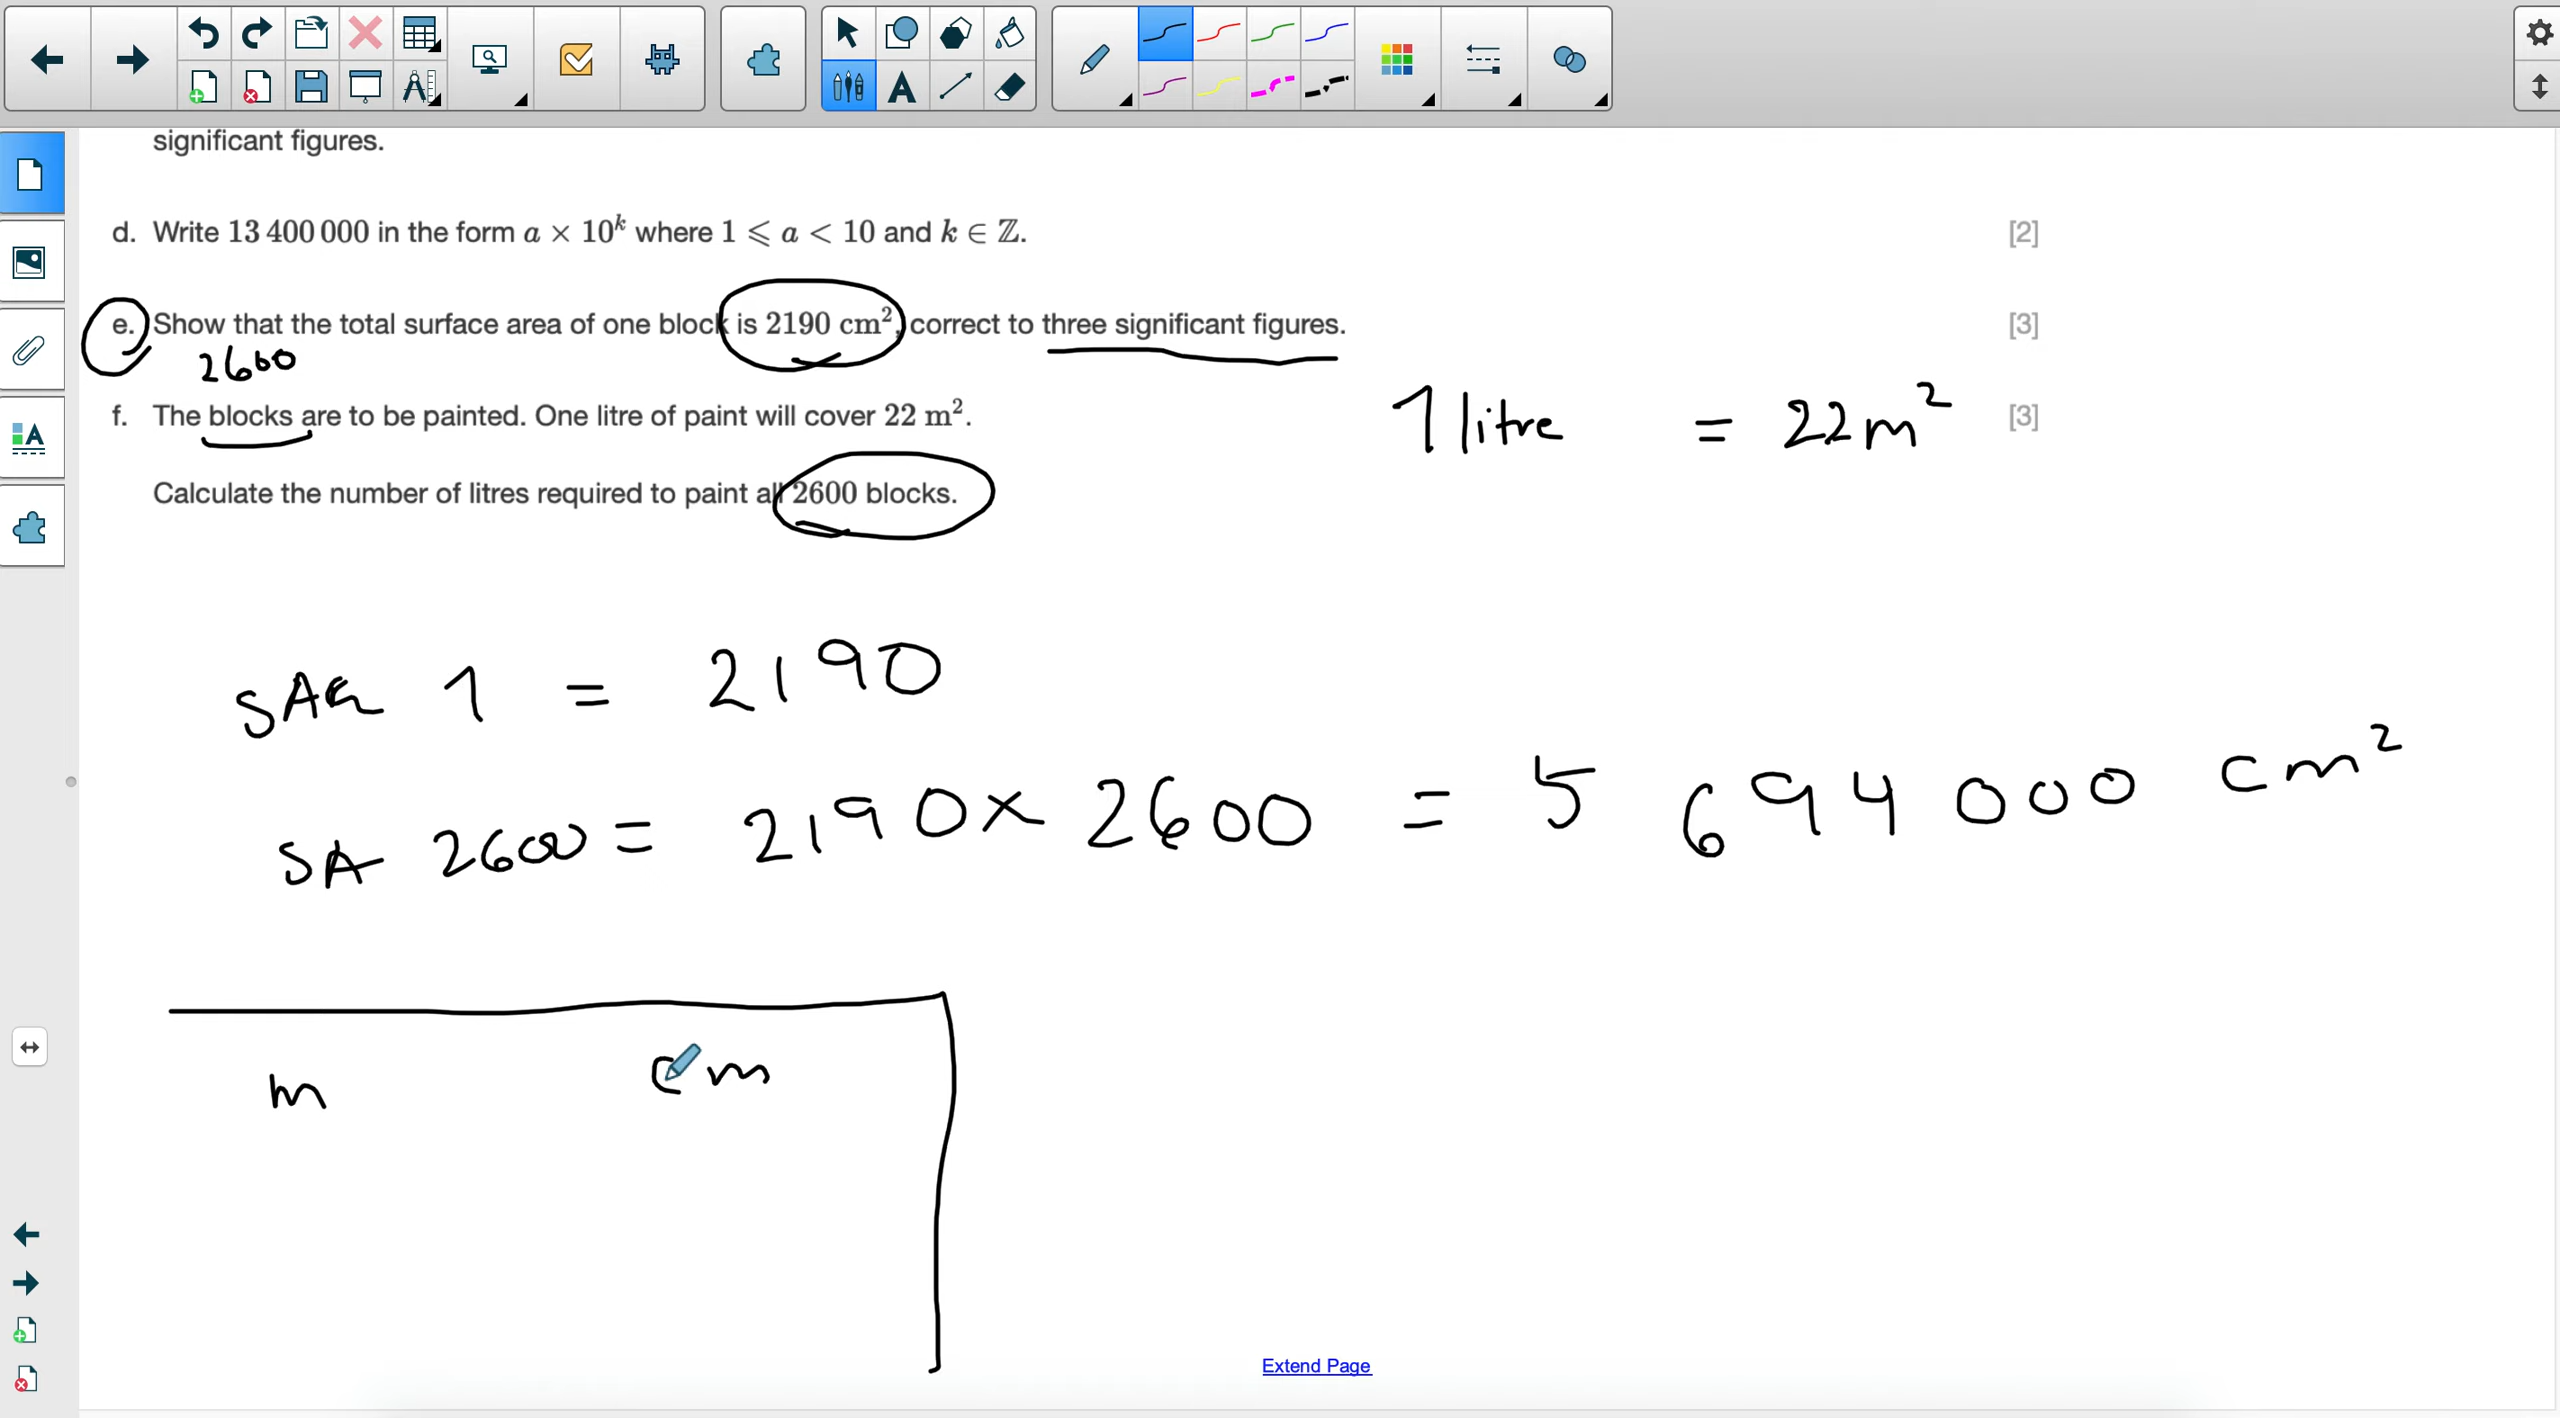 significant figures.
d. Write 13 400 000 in the form a × 10^k where 1 ⩽ a < 10 and k ∈ ℤ. [2]
e. Show that the total surface area of one block is 2190 cm², correct to three significant figures. [3]
2600
f. The blocks are to be painted. One litre of paint will cover 22 m². [3]
1 litre = 22m²
Calculate the number of litres required to paint all 2600 blocks.
1 = 2190
SA 2600 = 2190 × 2600 = 5 694 000 cm²
m cm
Extend Page